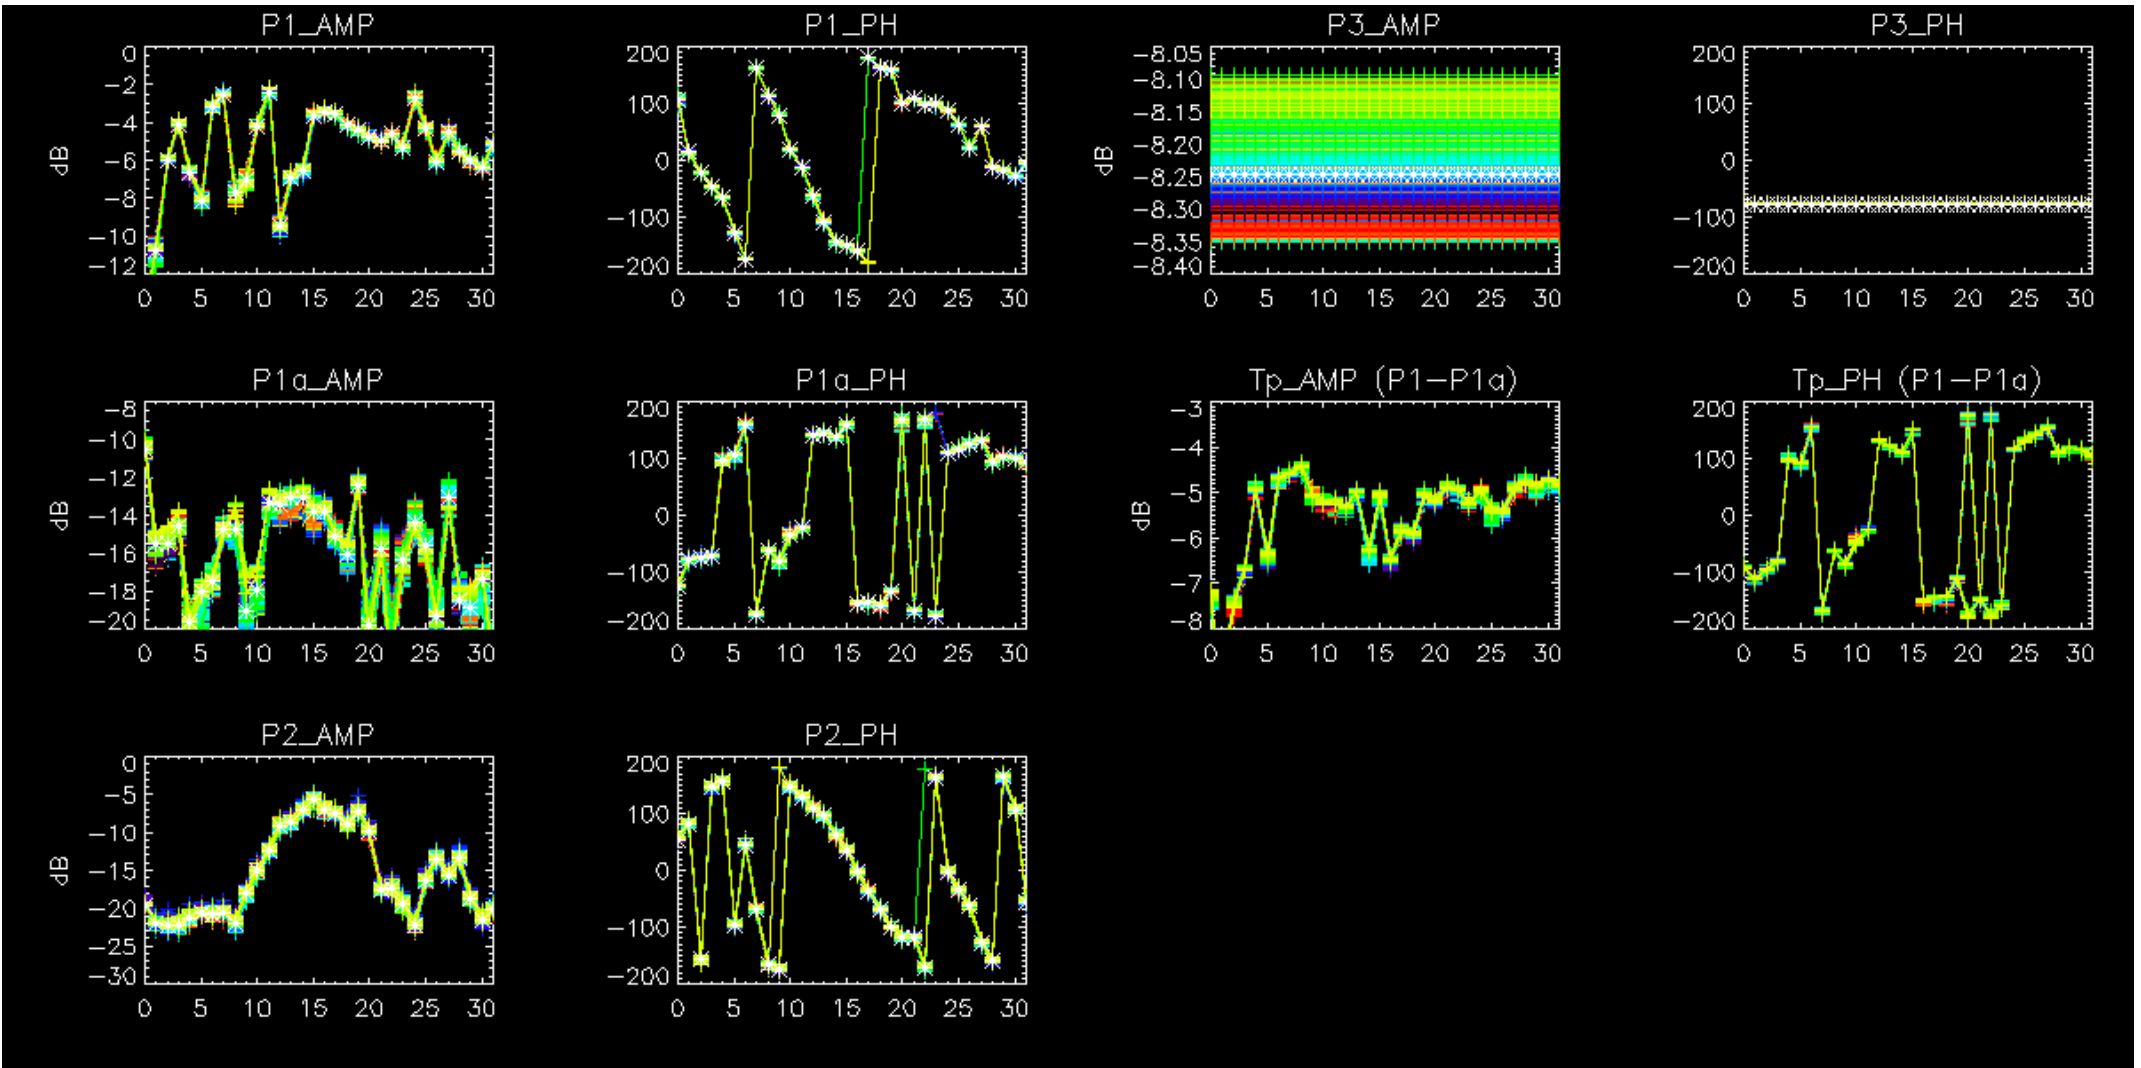 P1_AMP
P1_PH
P3_AMP
P3_PH
dB
0
−2
−4
−6
−8
−10
−12
0 5 10 15 20 25 30
200
100
0
−100
−200
0 5 10 15 20 25 30
dB
−8.05
−8.10
−8.15
−8.20
−8.25
−8.30
−8.35
−8.40
0 5 10 15 20 25 30
200
100
0
−100
−200
0 5 10 15 20 25 30
P1a_AMP
P1a_PH
Tp_AMP (P1−P1a)
Tp_PH (P1−P1a)
dB
−8
−10
−12
−14
−16
−18
−20
0 5 10 15 20 25 30
200
100
0
−100
−200
0 5 10 15 20 25 30
dB
−3
−4
−5
−6
−7
−8
0 5 10 15 20 25 30
200
100
0
−100
−200
0 5 10 15 20 25 30
P2_AMP
P2_PH
dB
0
−5
−10
−15
−20
−25
−30
0 5 10 15 20 25 30
200
100
0
−100
−200
0 5 10 15 20 25 30